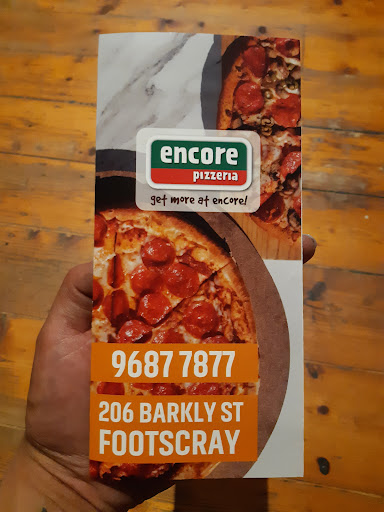 encore
pizzeria
get more at encore!
9687 7877
206 BARKLY ST
FOOTSCRAY